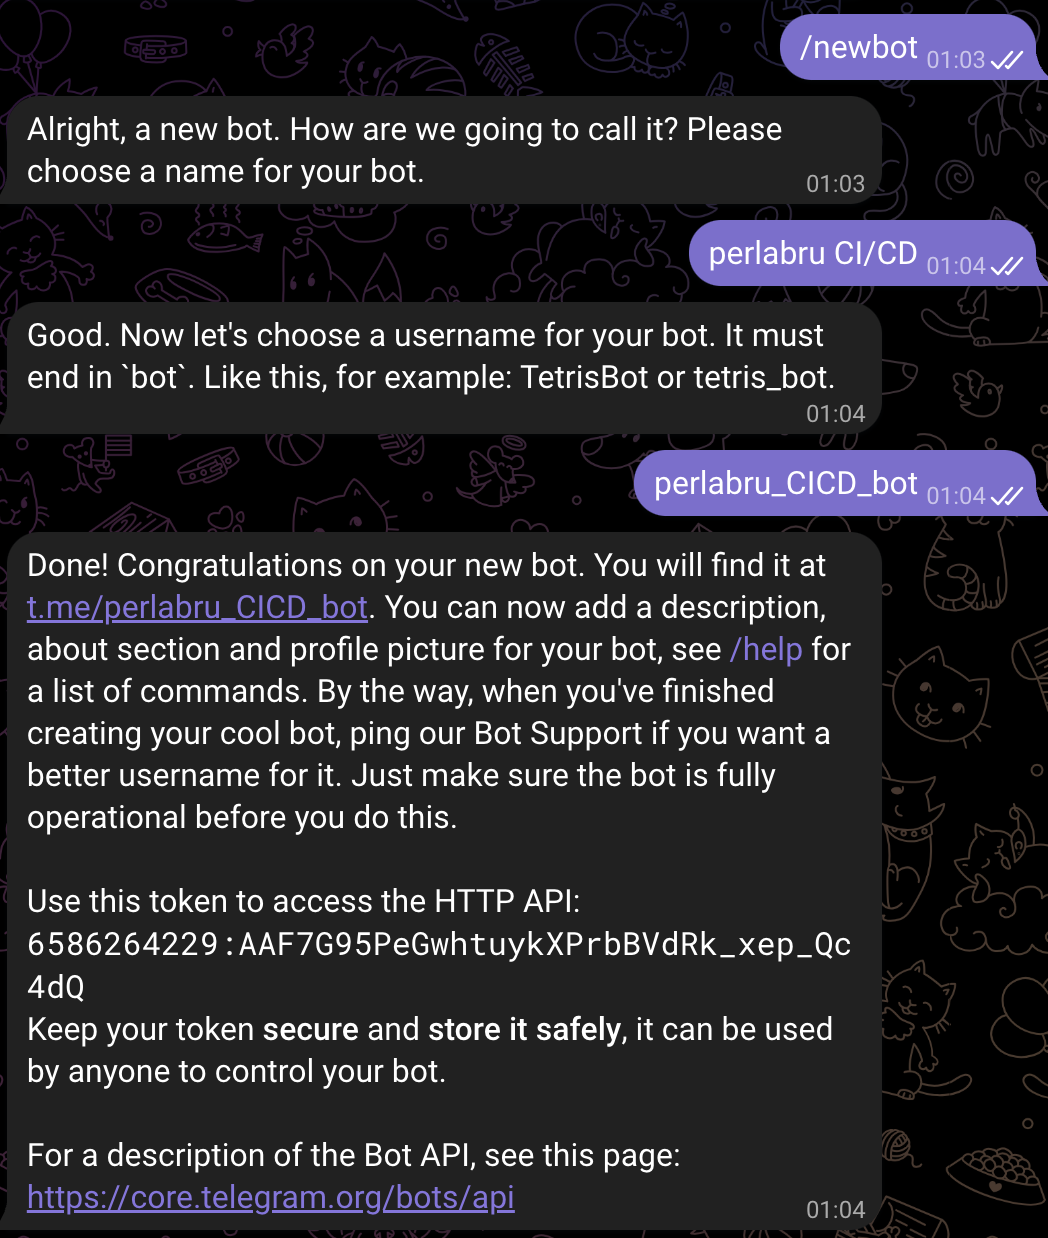 /newbot 01:03
Alright, a new bot. How are we going to call it? Please
choose a name for your bot.
01:03
perlabru CI/CD 01:04
Good. Now let's choose a username for your bot. It must
end in `bot`. Like this, for example: TetrisBot or tetris_bot.
01:04
perlabru_CICD_bot 01:04
Done! Congratulations on your new bot. You will find it at
t.me/perlabru_CICD_bot. You can now add a description,
about section and profile picture for your bot, see /help for
a list of commands. By the way, when you've finished
creating your cool bot, ping our Bot Support if you want a
better username for it. Just make sure the bot is fully
operational before you do this.
Use this token to access the HTTP API:
6586264229:AAF7G95PeGwhtuykXPrbBVdRk_xep_Qc
4dQ
Keep your token secure and store it safely, it can be used
by anyone to control your bot.
For a description of the Bot API, see this page:
https://core.telegram.org/bots/api
01:04